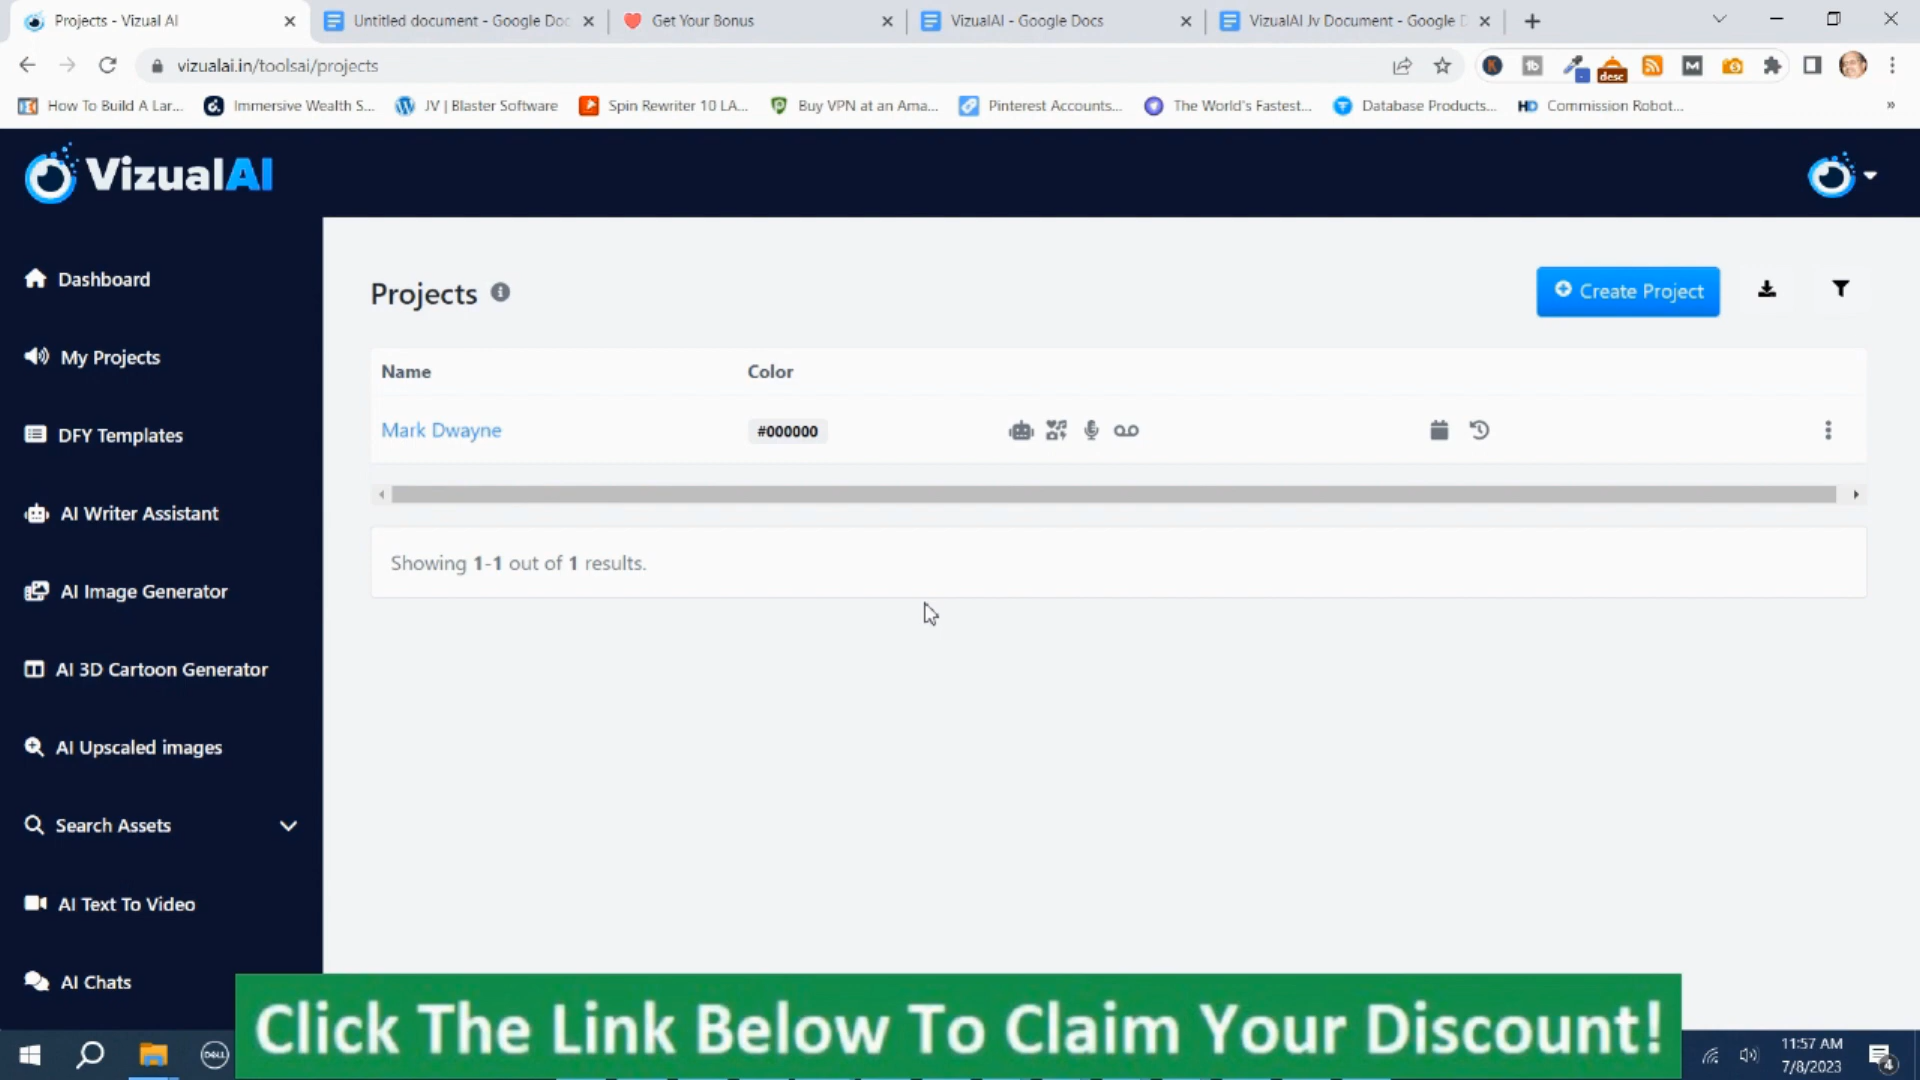 Projects - Vizual AI
Untitled document - Google Doc
Get Your Bonus
VizualAI - Google Docs
VizualAI Jv Document - Google D
vizualai.in/toolsai/projects
desc
How To Build A Lar...
Immersive Wealth S...
JV | Blaster Software
Spin Rewriter 10 LA...
Buy VPN at an Ama...
Pinterest Accounts...
The World's Fastest...
Database Products...
HD Commission Robot...
»
VizualAI
Dashboard
My Projects
DFY Templates
AI Writer Assistant
AI Image Generator
AI 3D Cartoon Generator
AI Upscaled images
Search Assets
AI Text To Video
AI Chats
Projects
Create Project
Name Color
Mark Dwayne #000000
Showing 1-1 out of 1 results.
Click The Link Below To Claim Your Discount!
DELL
11:57 AM
7/8/2023
4